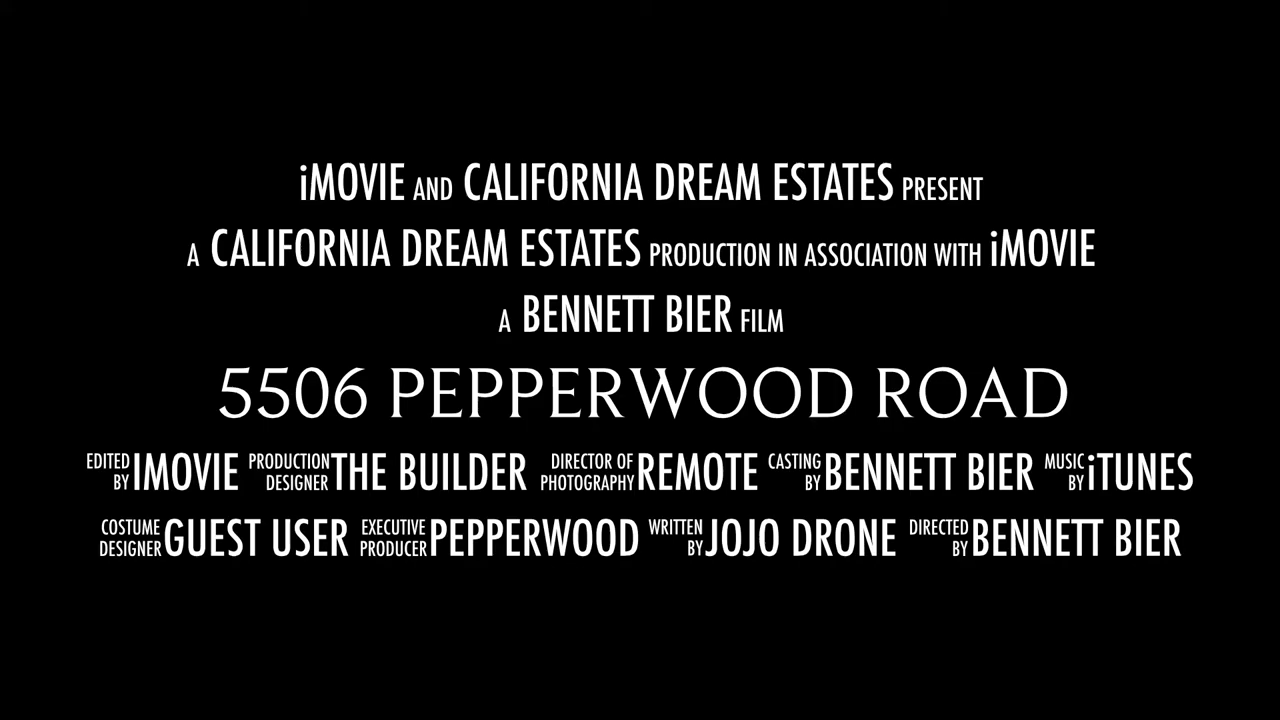 iMOVIE AND CALIFORNIA DREAM ESTATES PRESENT
A CALIFORNIA DREAM ESTATES PRODUCTION IN ASSOCIATION WITH iMOVIE
A BENNETT BIER FILM
5506 PEPPERWOOD ROAD
EDITED BY IMOVIE PRODUCTION DESIGNER THE BUILDER DIRECTOR OF PHOTOGRAPHY REMOTE CASTING BY BENNETT BIER MUSIC BY iTUNES
COSTUME DESIGNER GUEST USER EXECUTIVE PRODUCER PEPPERWOOD WRITTEN BY JOJO DRONE DIRECTED BY BENNETT BIER